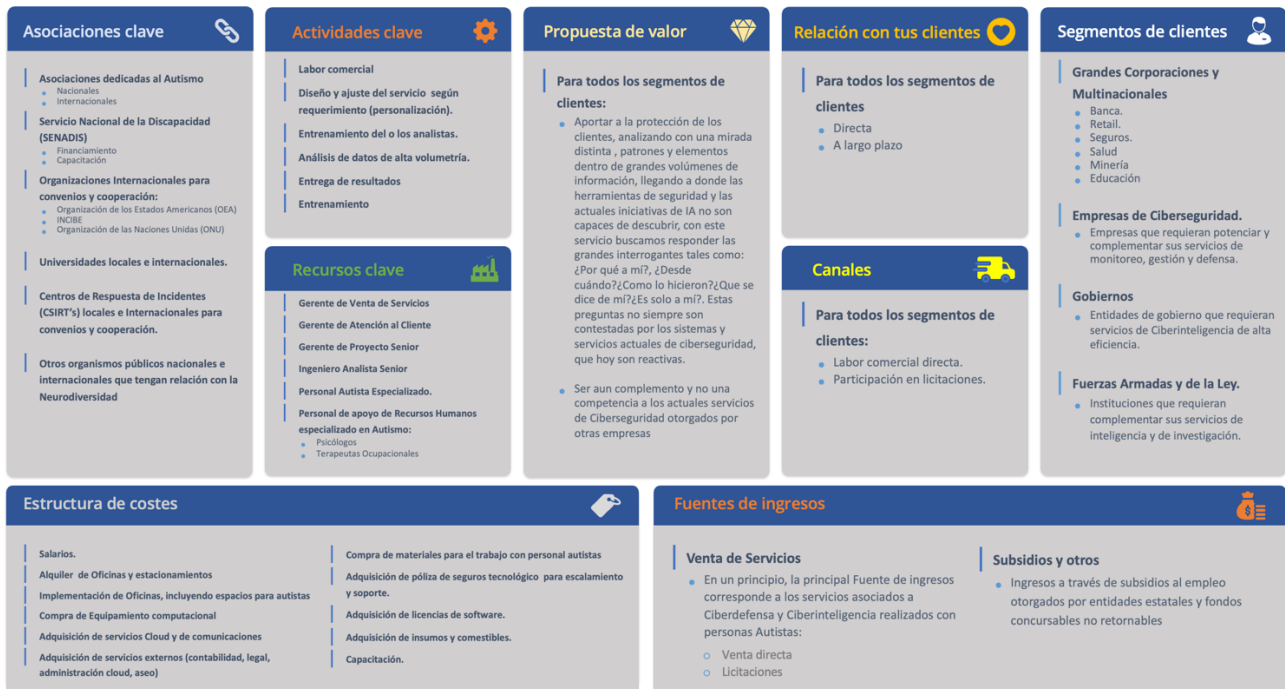 Asociaciones clave
Asociaciones dedicadas al Autismo
Nacionales
Internacionales
Servicio Nacional de la Discapacidad
(SENADIS)
Financiamiento
Capacitación
Organizaciones Internacionales para
convenios y cooperación:
Organización de los Estados Americanos (OEA)
INCIBE
Organización de las Naciones Unidas (ONU)
Universidades locales e internacionales.
Centros de Respuesta de Incidentes
(CSIRT's) locales e Internacionales para
convenios y cooperación.
Otros organismos públicos nacionales e
internacionales que tengan relación con la
Neurodiversidad
Actividades clave
Labor comercial
Diseño y ajuste del servicio según
requerimiento (personalización).
Entrenamiento del o los analistas.
Análisis de datos de alta volumetría.
Entrega de resultados
Entrenamiento
Recursos clave
Gerente de Venta de Servicios
Gerente de Atención al Cliente
Gerente de Proyecto Senior
Ingeniero Analista Senior
Personal Autista Especializado.
Personal de apoyo de Recursos Humanos
especializado en Autismo:
Psicólogos
Terapeutas Ocupacionales
Propuesta de valor
Para todos los segmentos de
clientes:
Aportar a la protección de los
clientes, analizando con una mirada
distinta , patrones y elementos
dentro de grandes volúmenes de
información, llegando a donde las
herramientas de seguridad y las
actuales iniciativas de IA no son
capaces de descubrir, con este
servicio buscamos responder las
grandes interrogantes tales como:
¿Por qué a mí?, ¿Desde
cuándo?¿Como lo hicieron?¿Que se
dice de mí?¿Es solo a mí?. Estas
preguntas no siempre son
contestadas por los sistemas y
servicios actuales de ciberseguridad,
que hoy son reactivas.
Ser aun complemento y no una
competencia a los actuales servicios
de Ciberseguridad otorgados por
otras empresas
Relación con tus clientes
Para todos los segmentos de
clientes
Directa
A largo plazo
Canales
Para todos los segmentos de
clientes:
Labor comercial directa.
Participación en licitaciones.
Segmentos de clientes
Grandes Corporaciones y
Multinacionales
Banca.
Retail.
Seguros.
Salud
Minería
Educación
Empresas de Ciberseguridad.
Empresas que requieran potenciar y
complementar sus servicios de
monitoreo, gestión y defensa.
Gobiernos
Entidades de gobierno que requieran
servicios de Ciberinteligencia de alta
eficiencia.
Fuerzas Armadas y de la Ley.
Instituciones que requieran
complementar sus servicios de
inteligencia y de investigación.
Estructura de costes
Salarios.
Alquiler de Oficinas y estacionamientos
Implementación de Oficinas, incluyendo espacios para autistas
Compra de Equipamiento computacional
Adquisición de servicios Cloud y de comunicaciones
Adquisición de servicios externos (contabilidad, legal,
administración cloud, aseo)
Compra de materiales para el trabajo con personal autistas
Adquisición de póliza de seguros tecnológico para escalamiento
y soporte.
Adquisición de licencias de software.
Adquisición de insumos y comestibles.
Capacitación.
Fuentes de ingresos
Venta de Servicios
En un principio, la principal Fuente de ingresos
corresponde a los servicios asociados a
Ciberdefensa y Ciberinteligencia realizados con
personas Autistas:
Venta directa
Licitaciones
Subsidios y otros
Ingresos a través de subsidios al empleo
otorgados por entidades estatales y fondos
concursables no retornables